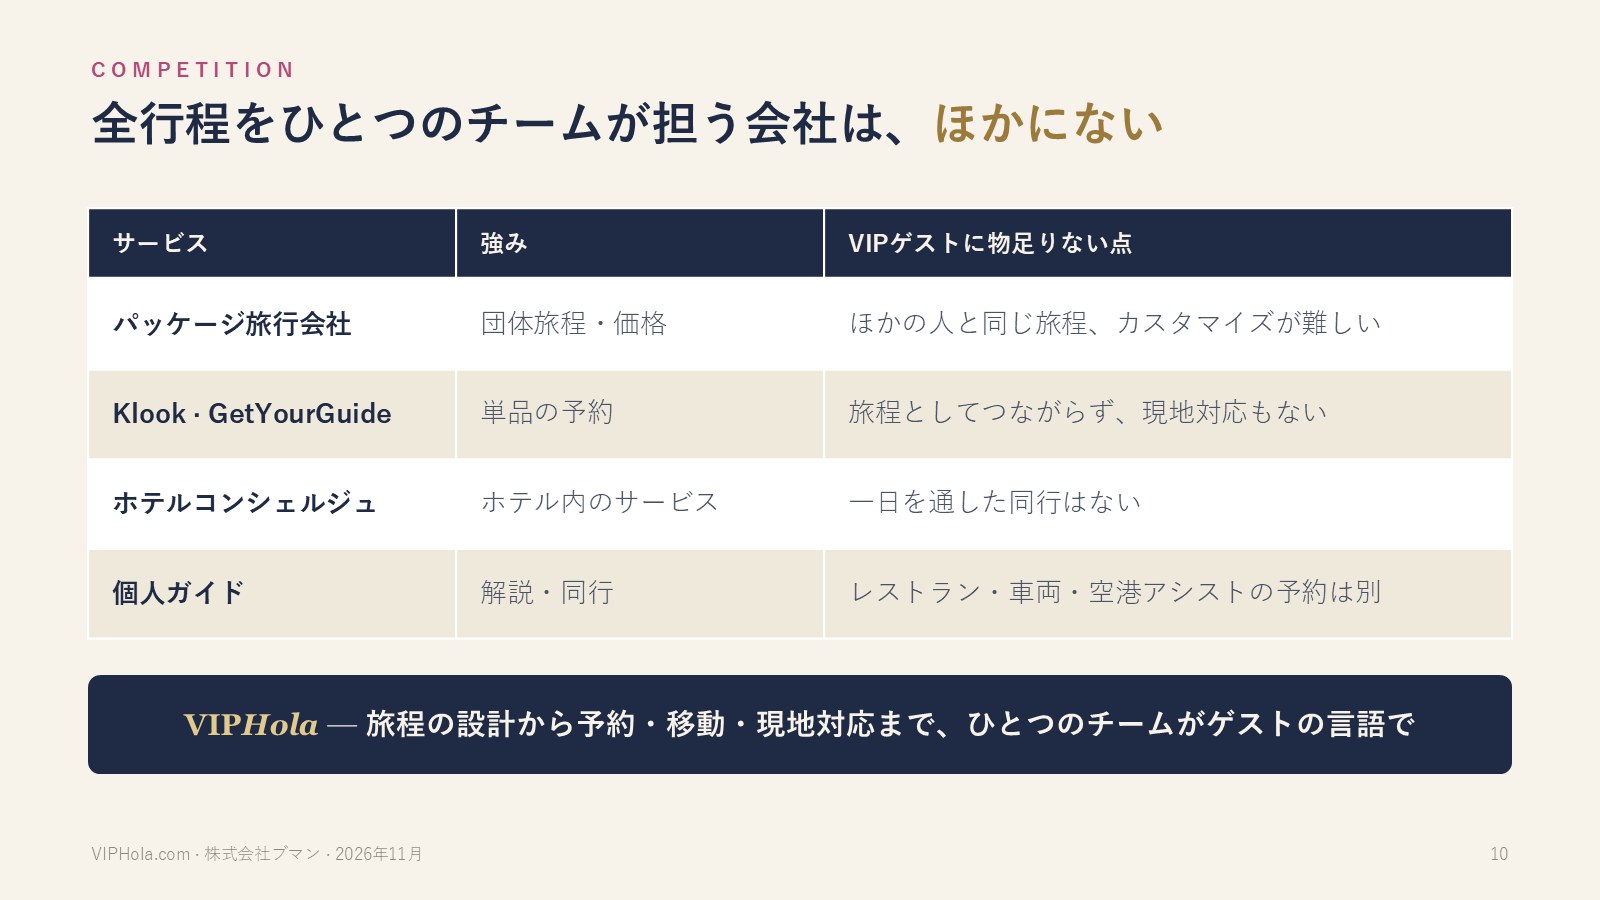 COMPETITION
全行程をひとつのチームが担う会社は、ほかにない
サービス 強み VIPゲストに物足りない点
パッケージ旅行会社 団体旅程・価格 ほかの人と同じ旅程、カスタマイズが難しい
Klook · GetYourGuide 単品の予約 旅程としてつながらず、現地対応もない
ホテルコンシェルジュ ホテル内のサービス 一日を通した同行はない
個人ガイド 解説・同行 レストラン・車両・空港アシストの予約は別
VIPHola — 旅程の設計から予約・移動・現地対応まで、ひとつのチームがゲストの言語で
VIPHola.com · 株式会社ブマン · 2026年11月 10